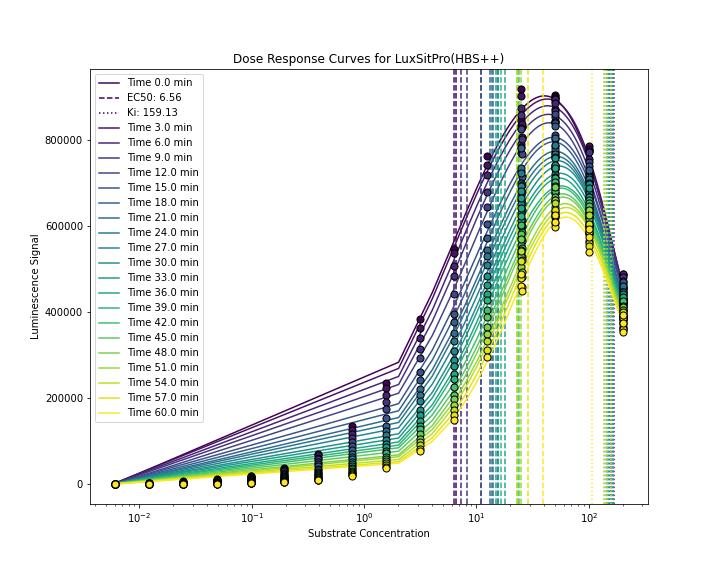 Dose Response Curves for LuxSitPro(HBS++)
Time 0.0 min
EC50: 6.56
Ki: 159.13
Time 3.0 min
Time 6.0 min
Time 9.0 min
Time 12.0 min
Time 15.0 min
Time 18.0 min
Time 21.0 min
Time 24.0 min
Time 27.0 min
Time 30.0 min
Time 33.0 min
Time 36.0 min
Time 39.0 min
Time 42.0 min
Time 45.0 min
Time 48.0 min
Time 51.0 min
Time 54.0 min
Time 57.0 min
Time 60.0 min
Luminescence Signal
800000
600000
400000
200000
0
10⁻² 10⁻¹ 10⁰ 10¹ 10²
Substrate Concentration